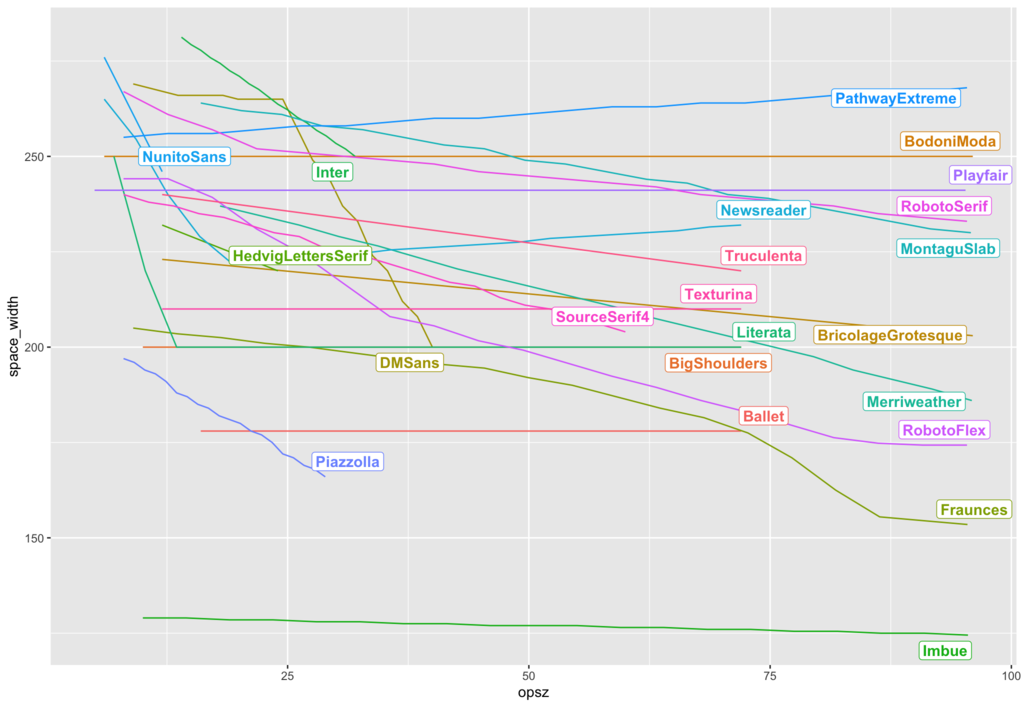 PathwayExtreme
BodoniModa
NunitoSans
250
Inter
Playfair
RobotoSerif
Newsreader
MontaguSlab
HedvigLettersSerif
Truculenta
Texturina
SourceSerif4
Literata
BricolageGrotesque
space_width
200
DMSans
BigShoulders
Merriweather
Ballet
RobotoFlex
Piazzolla
Fraunces
150
Imbue
25
50
75
100
opsz